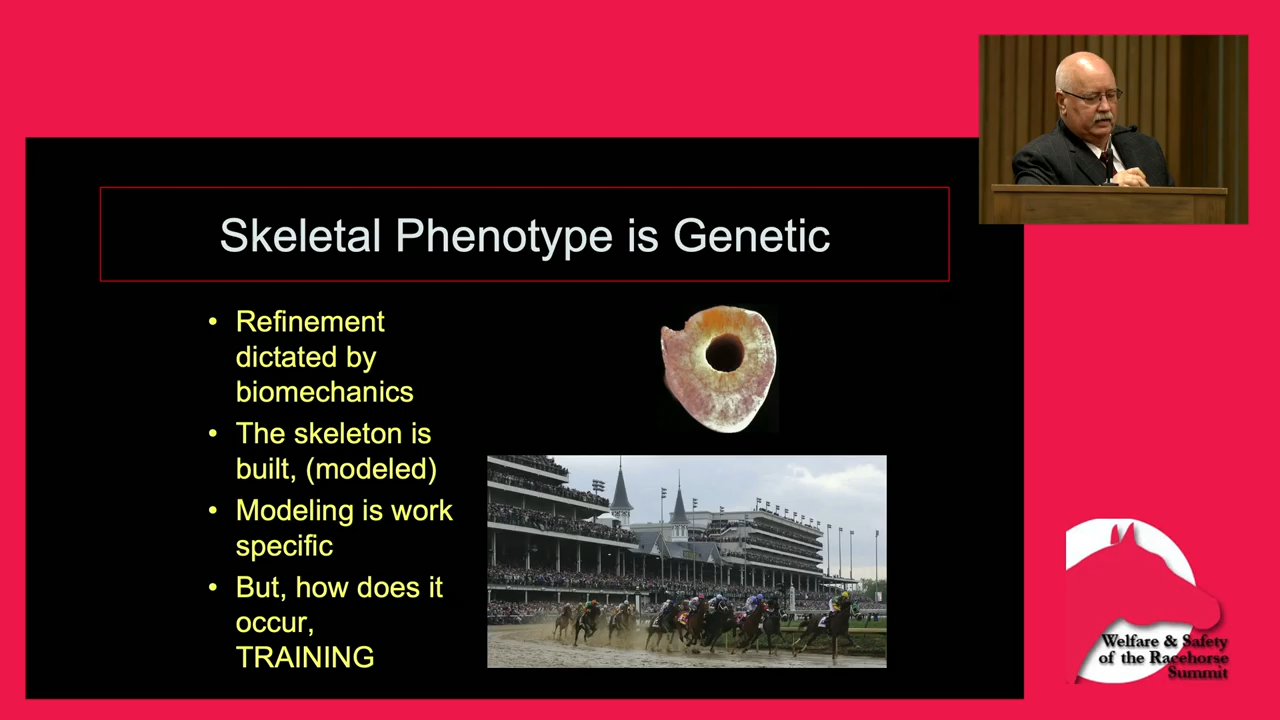 Skeletal Phenotype is Genetic
• Refinement
dictated by
biomechanics
• The skeleton is
built, (modeled)
• Modeling is work
specific
• But, how does it
occur,
TRAINING
Welfare & Safety
of the Racehorse
Summit